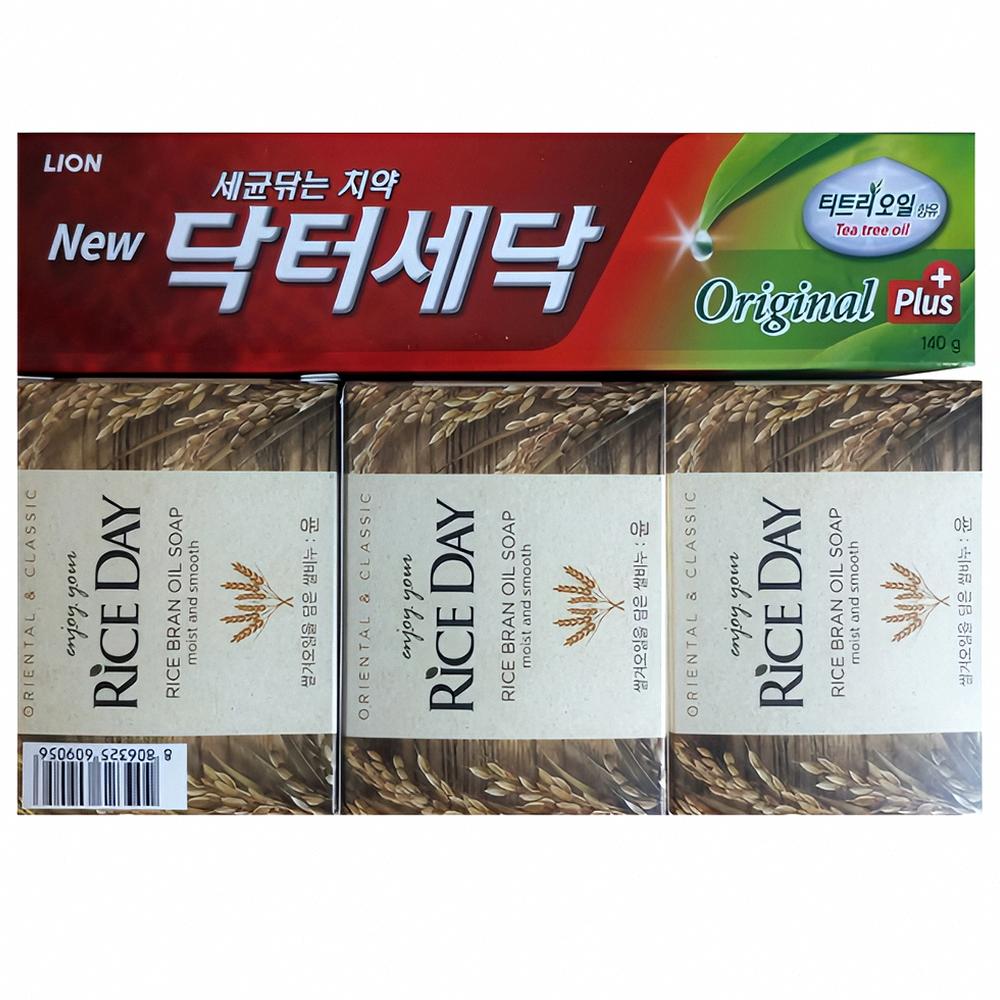 LION
세균닦는 치약
New 닥터세닥
티트리오일 함유
Tea tree oil
Original Plus+
140 g
ORIENTAL & CLASSIC
enjoy your
RiCE DAY
RICE BRAN OIL SOAP
moist and smooth
쌀겨오일을 담은 쌀비누 : 윤
8 806325 609056
ORIENTAL & CLASSIC
enjoy your
RiCE DAY
RICE BRAN OIL SOAP
moist and smooth
쌀겨오일을 담은 쌀비누 : 윤
ORIENTAL & CLASSIC
enjoy your
RiCE DAY
RICE BRAN OIL SOAP
moist and smooth
쌀겨오일을 담은 쌀비누 : 윤